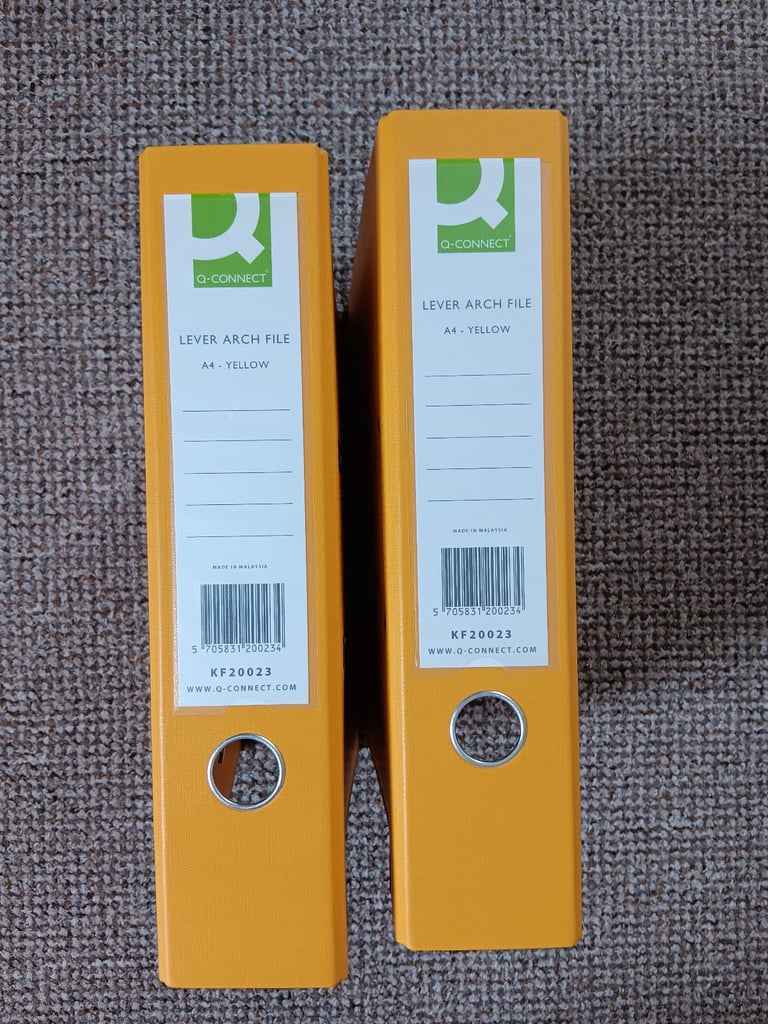 Q-CONNECT®
LEVER ARCH FILE
A4 - YELLOW
MADE IN MALAYSIA
5 705831 200234
KF20023
WWW.Q-CONNECT.COM
Q-CONNECT®
LEVER ARCH FILE
A4 - YELLOW
MADE IN MALAYSIA
5 705831 200234
KF20023
WWW.Q-CONNECT.COM